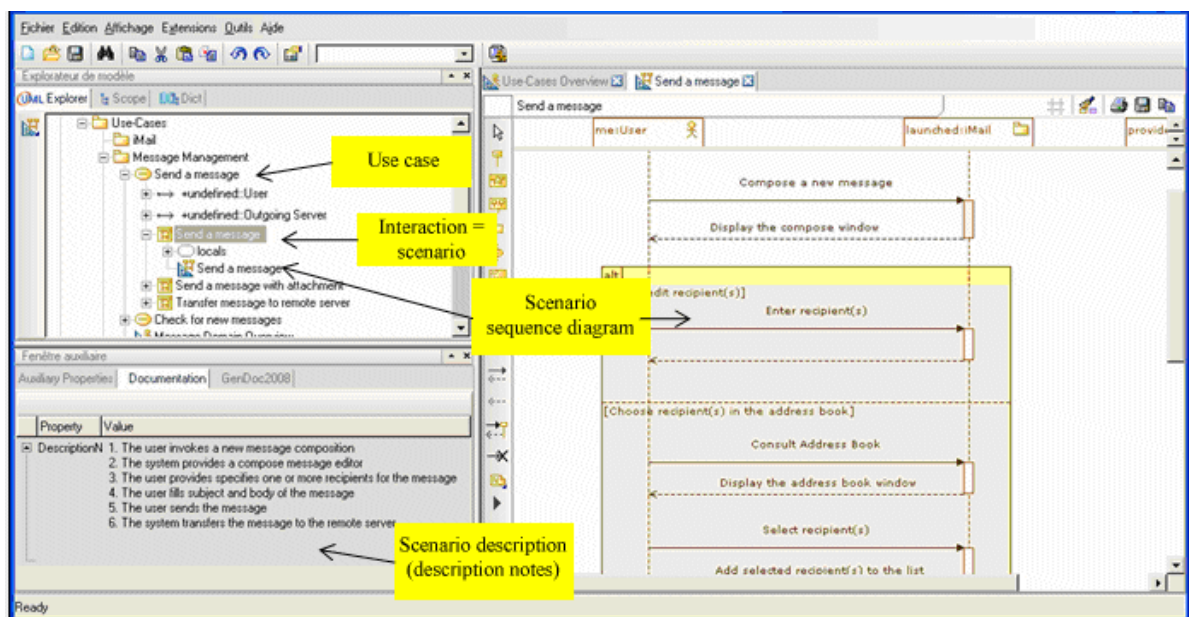 Fichier Edition Affichage Extensions Outils Aide
Explorateur de modèle
UML Explorer Scope Dict
Use-Cases
iMail
Message Management
Send a message
+undefined::User
+undefined::Outgoing Server
Send a message
locals
Send a message
Send a message with attachment
Transfer message to remote server
Check for new messages
Message Domain Overview
Use case
Interaction =
scenario
Scenario
sequence diagram
Fenêtre auxiliaire
Auxiliary Properties Documentation GenDoc2008
Property Value
DescriptionN 1. The user invokes a new message composition
2. The system provides a compose message editor
3. The user provides specifies one or more recipients for the message
4. The user fills subject and body of the message
5. The user sends the message
6. The system transfers the message to the remote server
Scenario description
(description notes)
Ready
Use-Cases Overview Send a message
Send a message
me:User launched:iMail provide
Compose a new message
Display the compose window
alt
dit recipient(s)]
Enter recipient(s)
[Choose recipient(s) in the address book]
Consult Address Book
Display the address book window
Select recipient(s)
Add selected recipient(s) to the list